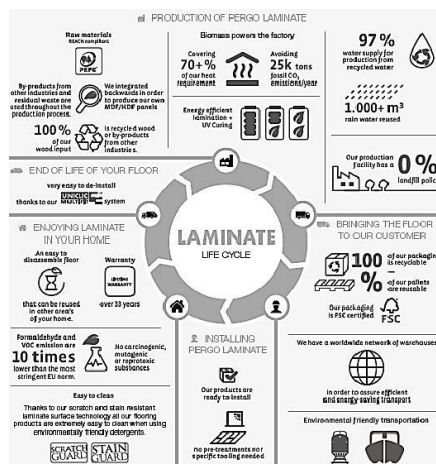 PRODUCTION OF PERGO LAMINATE
Raw materials
REACH compliant
PEFC
By-products from
other industries and
residual waste are
used throughout the
production process.
We integrated
backwards in order
to produce our own
MDF/HDF panels
100 %
of our
wood input
is recycled wood
or by-products
from other
industries.
Biomass powers the factory
Covering
70+%
of our heat
requirement
Avoiding
25k tons
fossil CO₂
emissions/year
Energy efficient
lamination +
UV Curing
97 %
water supply for
production from
recycled water
1.000+ m³
rain water reused
Our production
facility has a
0%
landfill polic
END OF LIFE OF YOUR FLOOR
very easy to de-install
thanks to our
system
ENJOYING LAMINATE
IN YOUR HOME
An easy to
disassemble floor
that can be reused
in other area's
of your home.
Warranty
LIFETIME
WARRANTY
over 33 years
Formaldehyde and
VOC emission are
10 times
lower than the most
stringent EU norm.
No carcinogenic,
mutagenic
or reprotoxic
substances
Easy to clean
Thanks to our scratch and stain resistant
laminate surface technology all our flooring
products are extremely easy to clean when using
environmentally friendly detergents.
SCRATCH
GUARD
STAIN
GUARD
LAMINATE
LIFE CYCLE
INSTALLING
PERGO LAMINATE
Our products are
ready to install
no pre-treatments nor
specific tooling needed
BRINGING THE FLOOR
TO OUR CUSTOMER
100
%
of our packagin
is recyclable
of our pallets
are reusable
Our packaging
is FSC certified
FSC
We have a worldwide network of warehouses
in order to assure efficient
and energy-saving transport
Environmental friendly transportation